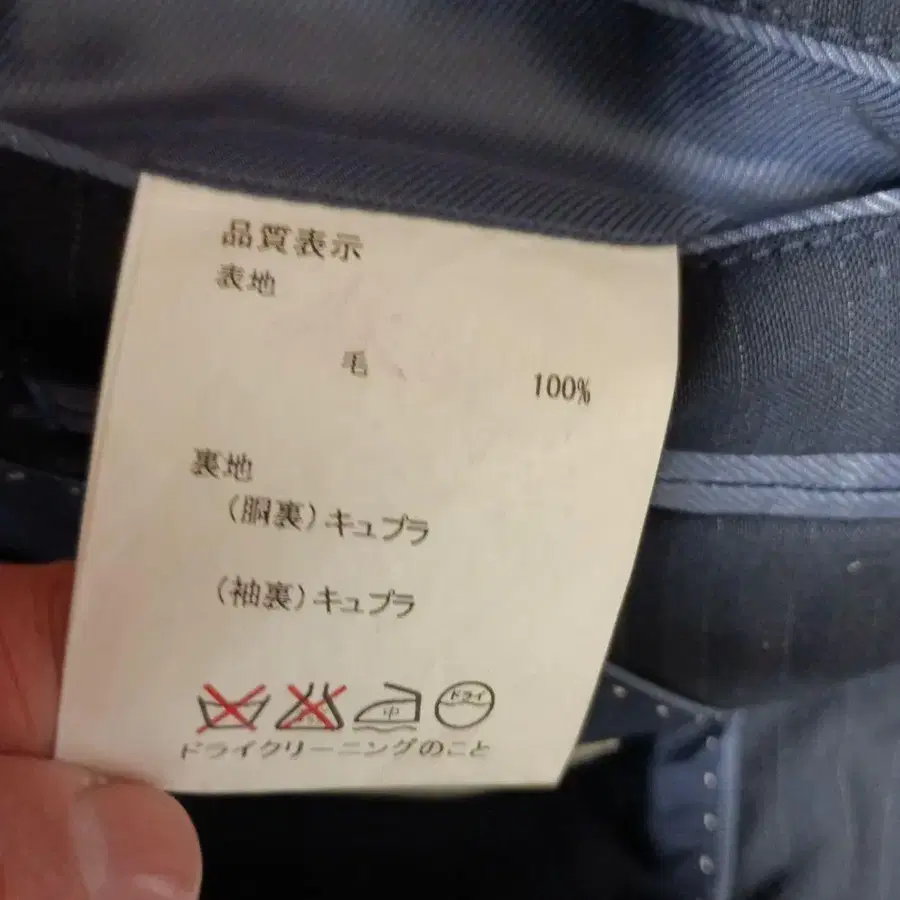 品質表示
表地
毛 100%
裏地
(胴裏)キュプラ
(袖裏)キュプラ
中 ドライ
ドライクリーニングのこと